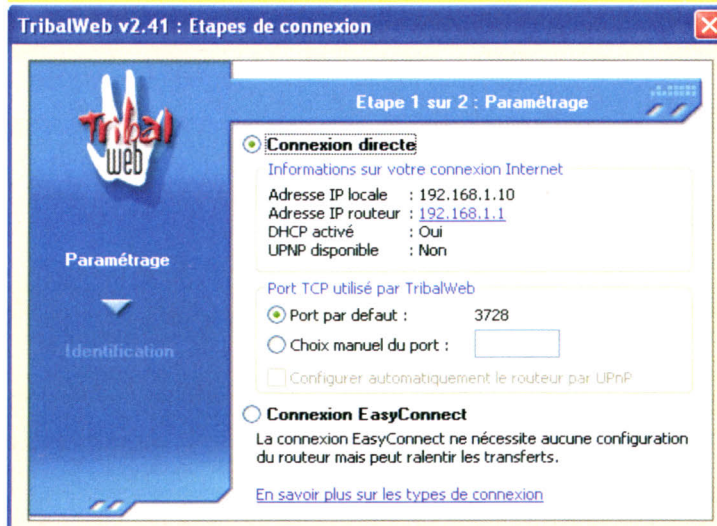 TribalWeb v2.41 : Etapes de connexion
Tribal
web
Etape 1 sur 2 : Paramétrage
Connexion directe
Informations sur votre connexion Internet
Adresse IP locale : 192.168.1.10
Adresse IP routeur : 192.168.1.1
DHCP activé : Oui
UPNP disponible : Non
Paramétrage
Port TCP utilisé par TribalWeb
Port par defaut : 3728
Identification
Choix manuel du port :
Configurer automatiquement le routeur par UPnP
Connexion EasyConnect
La connexion EasyConnect ne nécessite aucune configuration
du routeur mais peut ralentir les transferts.
En savoir plus sur les types de connexion